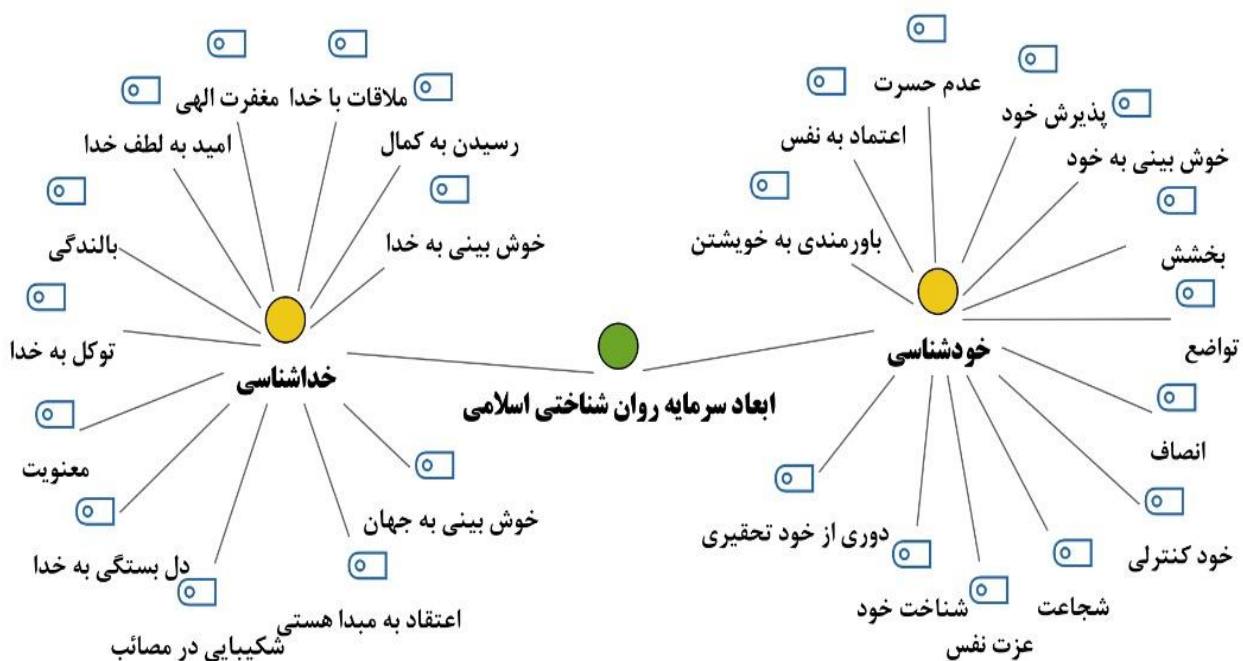 عدم حسرت
پذیرش خود
اعتماد به نفس
خوش بینی به خود
باورمندی به خویشتن
بخشش
تواضع
خودشناسی
انصاف
دوری از خود تحقیری
خود کنترلی
شناخت خود
شجاعت
عزت نفس
ابعاد سرمایه روان شناختی اسلامی
ملاقات با خدا
مغفرت الهی
رسیدن به کمال
امید به لطف خدا
خوش بینی به خدا
بالندگی
توکل به خدا
خداشناسی
معنویت
خوش بینی به جهان
دل بستگی به خدا
اعتقاد به مبدا هستی
شکیبایی در مصائب